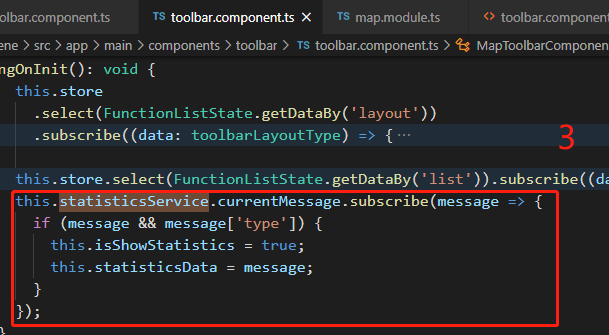 toolbar.component.ts TS toolbar.component.ts × TS map.module.ts <> toolbar.component
ene > src > app > main > components > toolbar > TS toolbar.component.ts > MapToolbarComponen
ngOnInit(): void {
this.store
.select(FunctionListState.getDataBy('layout'))
.subscribe((data: toolbarLayoutType) => {···
3
this.store.select(FunctionListState.getDataBy('list')).subscribe((da
this.statisticsService.currentMessage.subscribe(message => {
if (message && message['type']) {
this.isShowStatistics = true;
this.statisticsData = message;
}
});
}